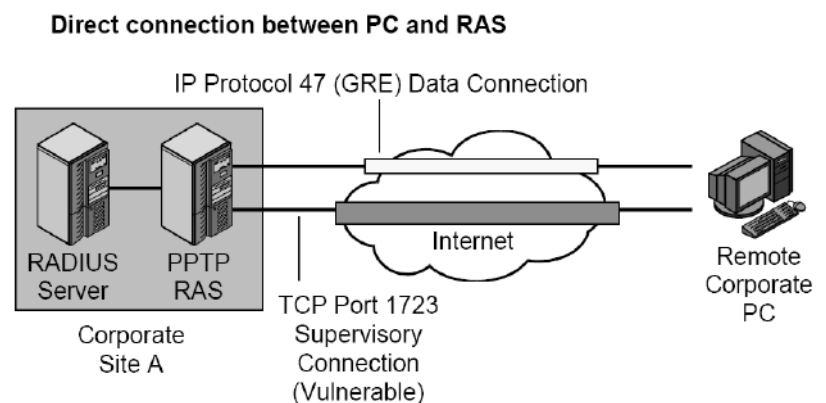 Direct connection between PC and RAS
IP Protocol 47 (GRE) Data Connection
Internet
RADIUS
Server
PPTP
RAS
Remote
Corporate
PC
Corporate
Site A
TCP Port 1723
Supervisory
Connection
(Vulnerable)